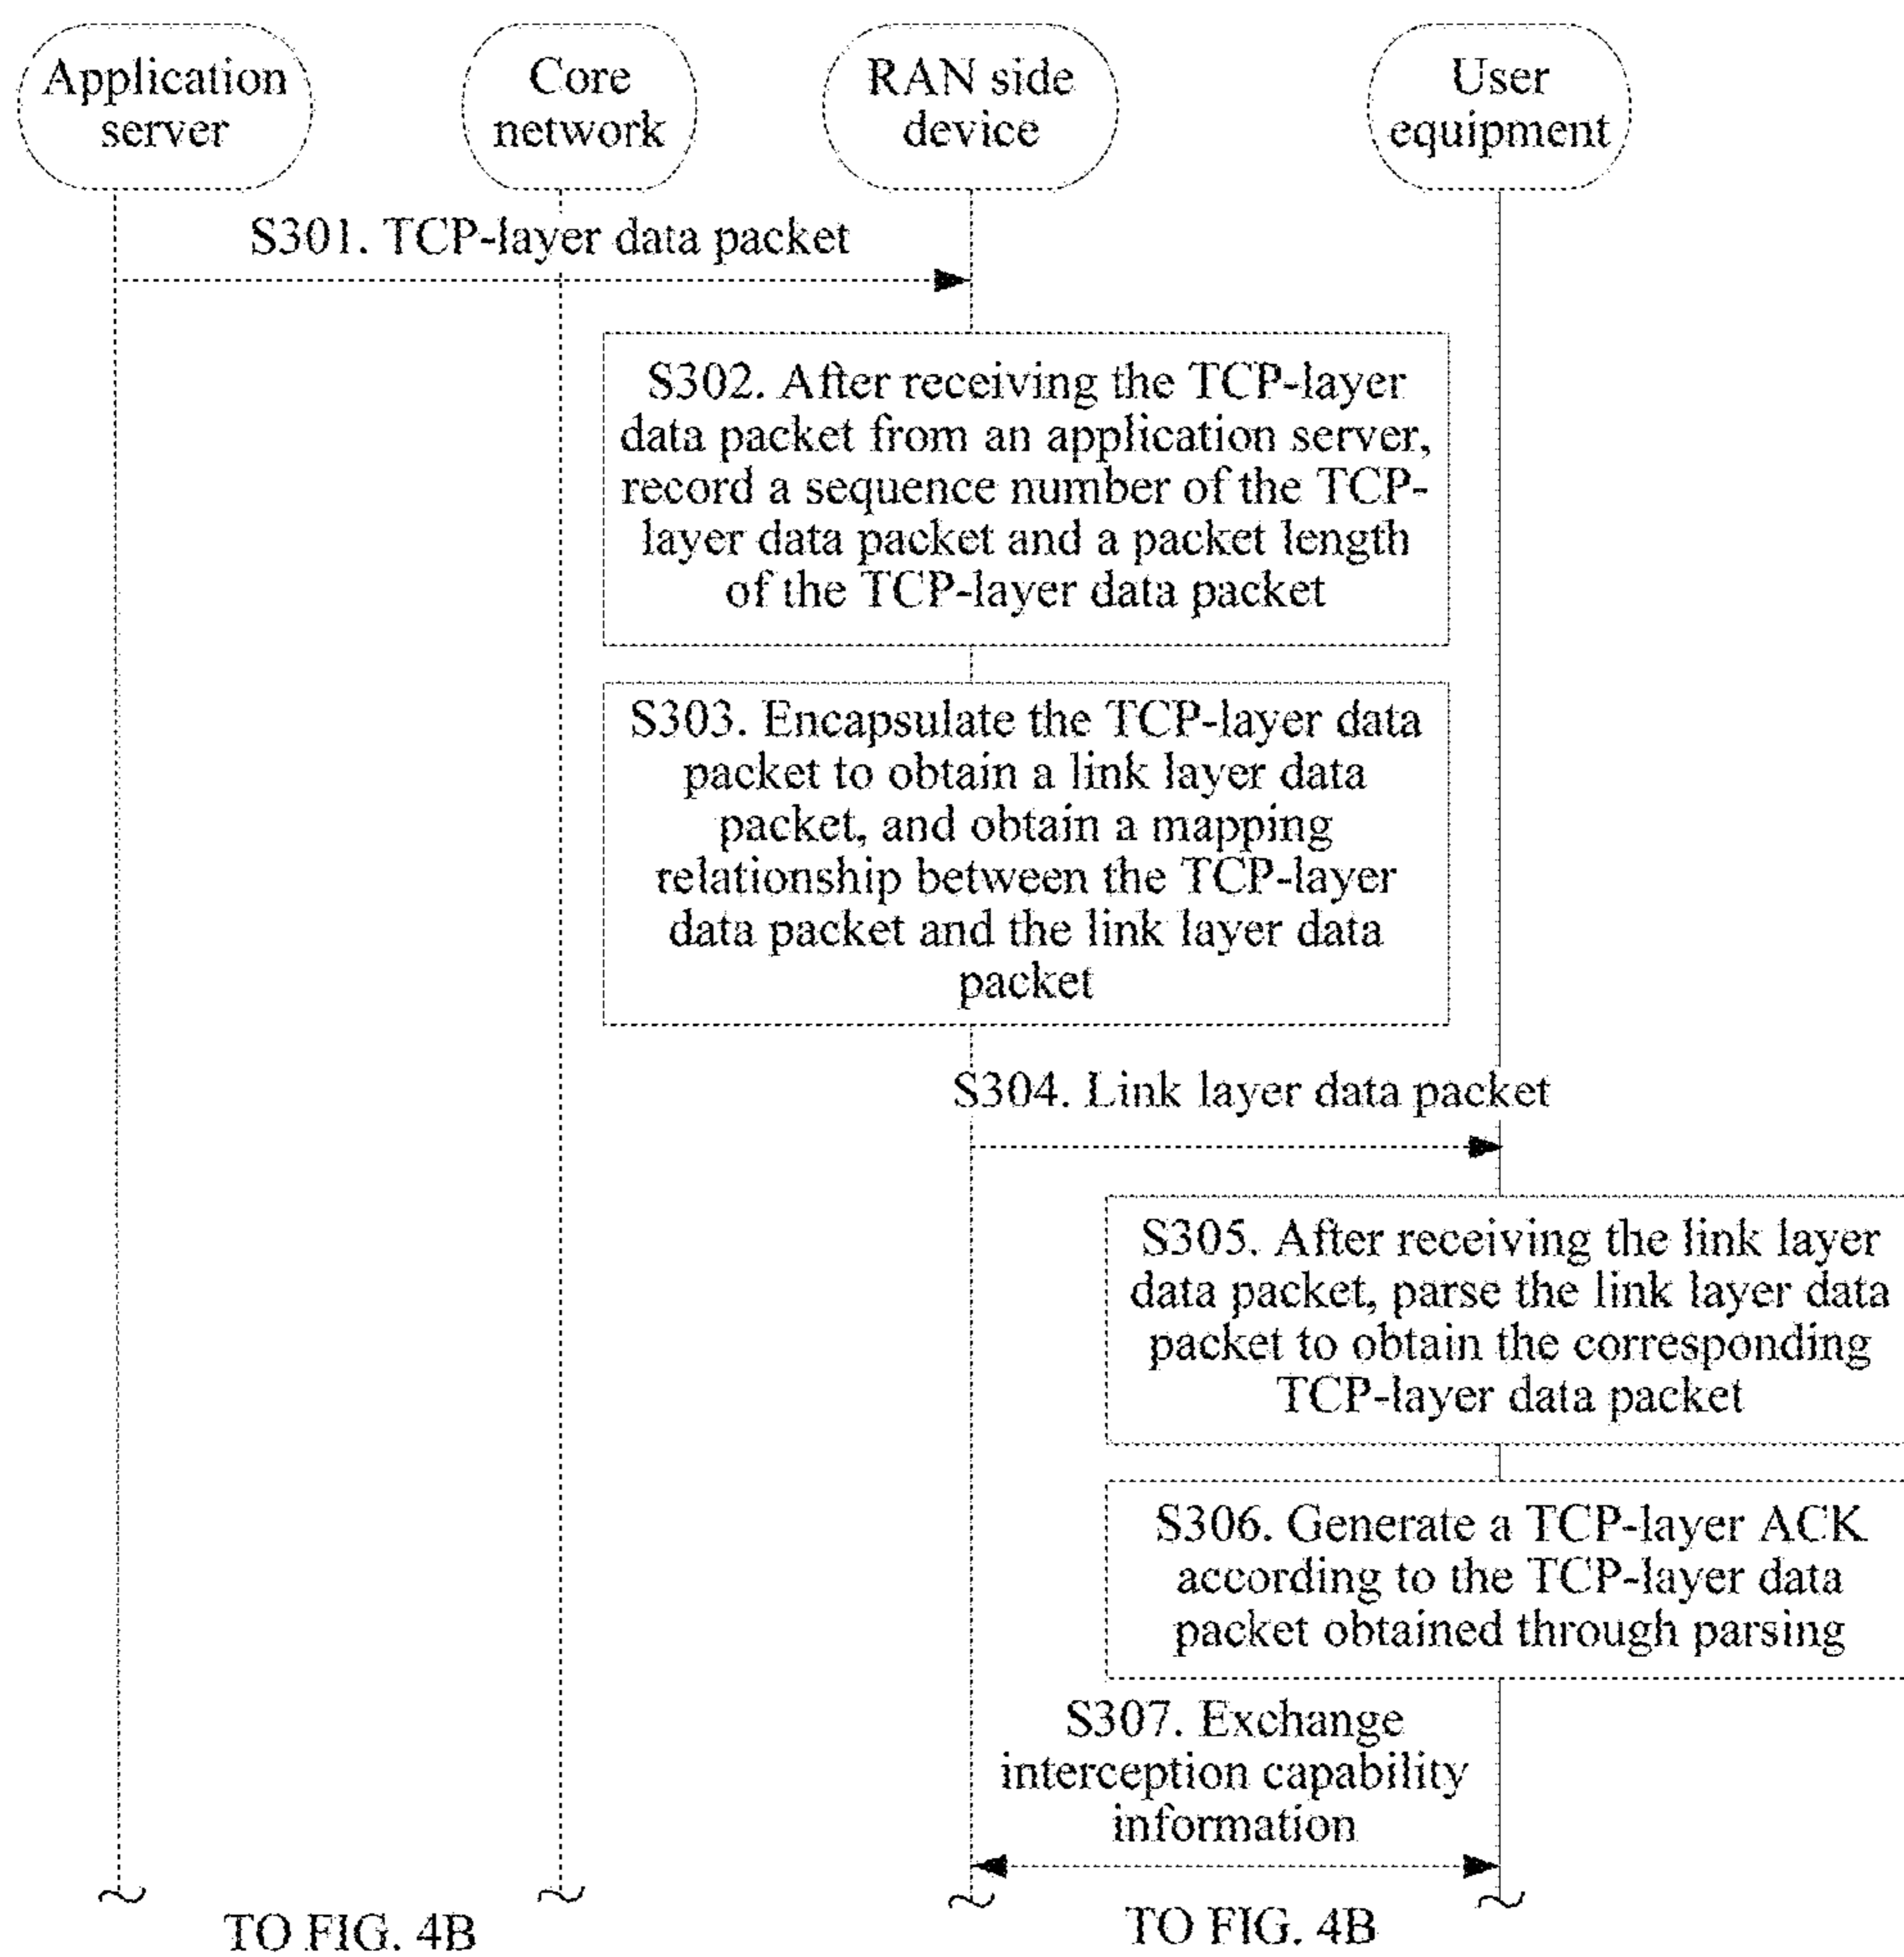 Application
server
Core
network
RAN side
device
User
equipment
S301. TCP-layer data packet
S302. After receiving the TCP-layer
data packet from an application server,
record a sequence number of the TCP-
layer data packet and a packet length
of the TCP-layer data packet
S303. Encapsulate the TCP-layer data
packet to obtain a link layer data
packet, and obtain a mapping
relationship between the TCP-layer
data packet and the link layer data
packet
S304. Link layer data packet
S305. After receiving the link layer
data packet, parse the link layer data
packet to obtain the corresponding
TCP-layer data packet
S306. Generate a TCP-layer ACK
according to the TCP-layer data
packet obtained through parsing
S307. Exchange
interception capability
information
TO FIG. 4B
TO FIG. 4B